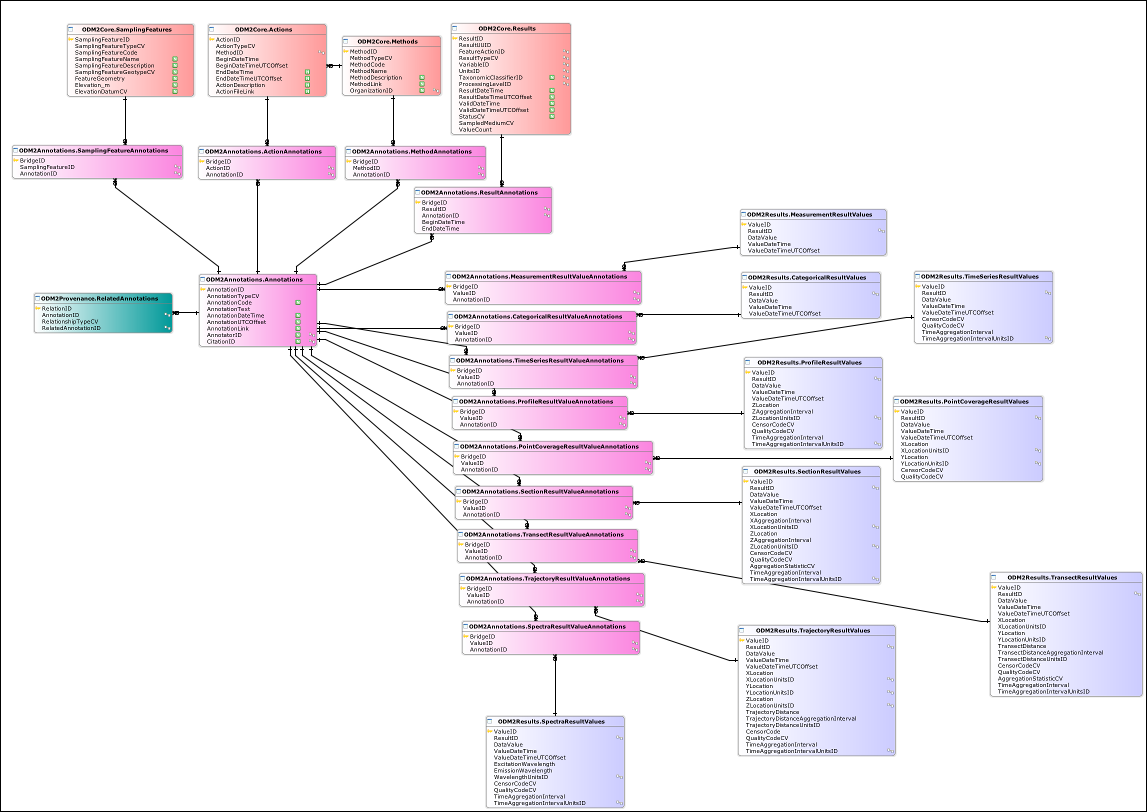 ODM2Core.SamplingFeatures
SamplingFeatureID
SamplingFeatureTypeCV
SamplingFeatureCode
SamplingFeatureName
SamplingFeatureDescription
SamplingFeatureGeotypeCV
FeatureGeometry
Elevation_m
ElevationDatumCV
ODM2Core.Actions
ActionID
ActionTypeCV
MethodID
BeginDateTime
BeginDateTimeUTCOffset
EndDateTime
EndDateTimeUTCOffset
ActionDescription
ActionFileLink
ODM2Core.Methods
MethodID
MethodTypeCV
MethodCode
MethodName
MethodDescription
MethodLink
OrganizationID
ODM2Core.Results
ResultID
ResultUUID
FeatureActionID
ResultTypeCV
VariableID
UnitsID
TaxonomicClassifierID
ProcessingLevelID
ResultDateTime
ResultDateTimeUTCOffset
ValidDateTime
ValidDateTimeUTCOffset
StatusCV
SampledMediumCV
ValueCount
ODM2Annotations.SamplingFeatureAnnotations
BridgeID
SamplingFeatureID
AnnotationID
ODM2Annotations.ActionAnnotations
BridgeID
ActionID
AnnotationID
ODM2Annotations.MethodAnnotations
BridgeID
MethodID
AnnotationID
ODM2Annotations.ResultAnnotations
BridgeID
ResultID
AnnotationID
BeginDateTime
EndDateTime
ODM2Results.MeasurementResultValues
ValueID
ResultID
DataValue
ValueDateTime
ValueDateTimeUTCOffset
ODM2Annotations.Annotations
AnnotationID
AnnotationTypeCV
AnnotationCode
AnnotationText
AnnotationDateTime
AnnotationUTCOffset
AnnotationLink
AnnotatorID
CitationID
ODM2Provenance.RelatedAnnotations
RelationID
AnnotationID
RelationshipTypeCV
RelatedAnnotationID
ODM2Annotations.MeasurementResultValueAnnotations
BridgeID
ValueID
AnnotationID
ODM2Results.CategoricalResultValues
ValueID
ResultID
DataValue
ValueDateTime
ValueDateTimeUTCOffset
ODM2Results.TimeSeriesResultValues
ValueID
ResultID
DataValue
ValueDateTime
ValueDateTimeUTCOffset
CensorCodeCV
QualityCodeCV
TimeAggregationInterval
TimeAggregationIntervalUnitsID
ODM2Annotations.CategoricalResultValueAnnotations
BridgeID
ValueID
AnnotationID
ODM2Annotations.TimeSeriesResultValueAnnotations
BridgeID
ValueID
AnnotationID
ODM2Results.ProfileResultValues
ValueID
ResultID
DataValue
ValueDateTime
ValueDateTimeUTCOffset
ZLocation
ZAggregationInterval
ZLocationUnitsID
CensorCodeCV
QualityCodeCV
TimeAggregationInterval
TimeAggregationIntervalUnitsID
ODM2Annotations.ProfileResultValueAnnotations
BridgeID
ValueID
AnnotationID
ODM2Results.PointCoverageResultValues
ValueID
ResultID
DataValue
ValueDateTime
ValueDateTimeUTCOffset
XLocation
XLocationUnitsID
YLocation
YLocationUnitsID
CensorCodeCV
QualityCodeCV
ODM2Annotations.PointCoverageResultValueAnnotations
BridgeID
ValueID
AnnotationID
ODM2Results.SectionResultValues
ValueID
ResultID
DataValue
ValueDateTime
ValueDateTimeUTCOffset
XLocation
XAggregationInterval
XLocationUnitsID
ZLocation
ZAggregationInterval
ZLocationUnitsID
CensorCodeCV
QualityCodeCV
AggregationStatisticCV
TimeAggregationInterval
TimeAggregationIntervalUnitsID
ODM2Annotations.SectionResultValueAnnotations
BridgeID
ValueID
AnnotationID
ODM2Annotations.TransectResultValueAnnotations
BridgeID
ValueID
AnnotationID
ODM2Annotations.TrajectoryResultValueAnnotations
BridgeID
ValueID
AnnotationID
ODM2Results.TransectResultValues
ValueID
ResultID
DataValue
ValueDateTime
ValueDateTimeUTCOffset
XLocation
XLocationUnitsID
YLocation
YLocationUnitsID
TransectDistance
TransectDistanceAggregationInterval
TransectDistanceUnitsID
CensorCodeCV
QualityCodeCV
AggregationStatisticCV
TimeAggregationInterval
TimeAggregationIntervalUnitsID
ODM2Annotations.SpectraResultValueAnnotations
BridgeID
ValueID
AnnotationID
ODM2Results.TrajectoryResultValues
ValueID
ResultID
DataValue
ValueDateTime
ValueDateTimeUTCOffset
XLocation
XLocationUnitsID
YLocation
YLocationUnitsID
ZLocation
ZLocationUnitsID
TrajectoryDistance
TrajectoryDistanceAggregationInterval
TrajectoryDistanceUnitsID
CensorCode
QualityCodeCV
TimeAggregationInterval
TimeAggregationIntervalUnitsID
ODM2Results.SpectraResultValues
ValueID
ResultID
DataValue
ValueDateTime
ValueDateTimeUTCOffset
ExcitationWavelength
EmissionWavelength
WavelengthUnitsID
CensorCodeCV
QualityCodeCV
TimeAggregationInterval
TimeAggregationIntervalUnitsID